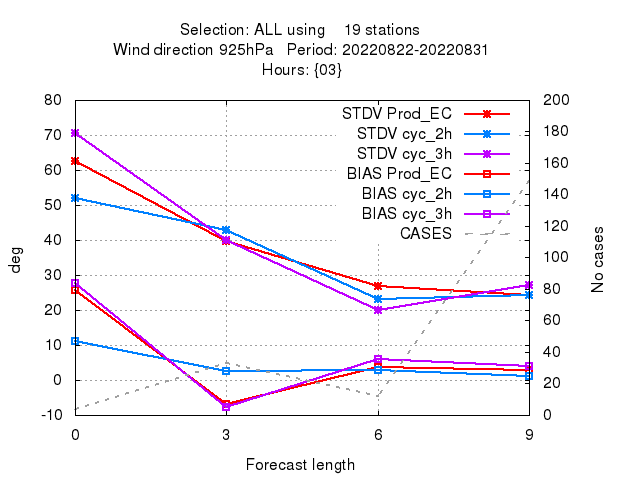 Selection: ALL using    19 stations
Wind direction 925hPa   Period: 20220822-20220831
Hours: {03}
STDV Prod_EC
STDV cyc_2h
STDV cyc_3h
BIAS Prod_EC
BIAS cyc_2h
BIAS cyc_3h
CASES
80
70
60
50
40
30
20
10
0
-10
deg
200
180
160
140
120
100
80
60
40
20
0
No cases
0 3 6 9
Forecast length